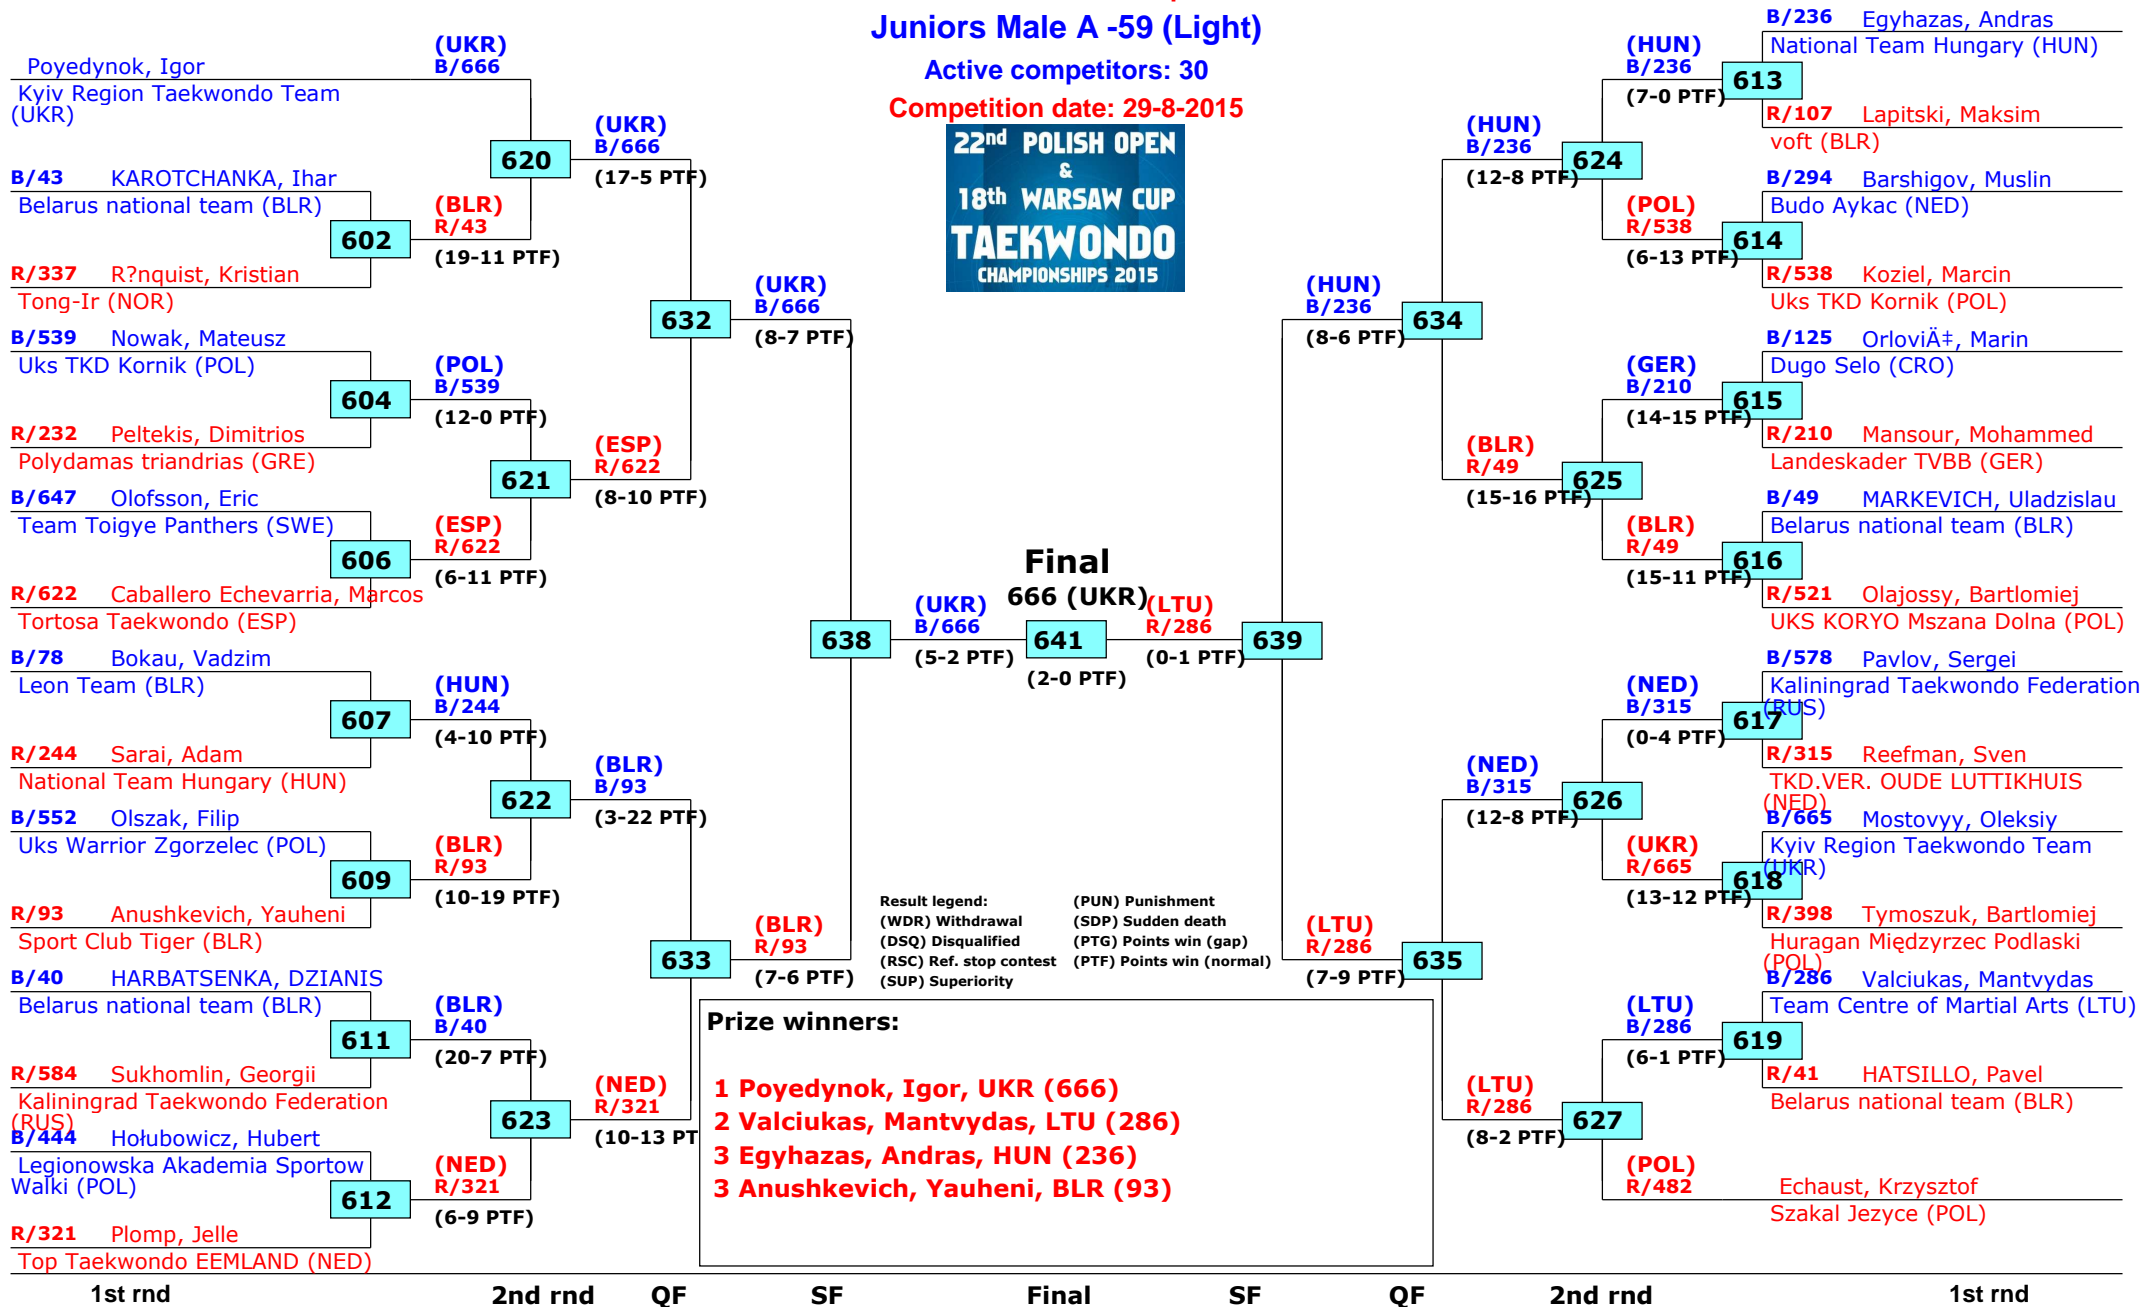 Juniors Male A -59 (Light)
Active competitors: 30
Competition date: 29-8-2015
22nd POLISH OPEN
&
18th WARSAW CUP
TAEKWONDO
CHAMPIONSHIPS 2015
Poyedynok, Igor
Kyiv Region Taekwondo Team
(UKR)
B/43 KAROTCHANKA, Ihar
Belarus national team (BLR)
602
R/337 R?nquist, Kristian
Tong-Ir (NOR)
B/539 Nowak, Mateusz
Uks TKD Kornik (POL)
604
R/232 Peltekis, Dimitrios
Polydamas triandrias (GRE)
B/647 Olofsson, Eric
Team Toigye Panthers (SWE)
606
R/622 Caballero Echevarria, Marcos
Tortosa Taekwondo (ESP)
B/78 Bokau, Vadzim
Leon Team (BLR)
607
R/244 Sarai, Adam
National Team Hungary (HUN)
B/552 Olszak, Filip
Uks Warrior Zgorzelec (POL)
609
R/93 Anushkevich, Yauheni
Sport Club Tiger (BLR)
B/40 HARBATSENKA, DZIANIS
Belarus national team (BLR)
611
R/584 Sukhomlin, Georgii
Kaliningrad Taekwondo Federation
(RUS)
B/444 Hołubowicz, Hubert
Legionowska Akademia Sportow
Walki (POL)
612
R/321 Plomp, Jelle
Top Taekwondo EEMLAND (NED)
(UKR)
B/666
620
(BLR)
R/43
(19-11 PTF)
(POL)
B/539
(12-0 PTF)
621
(ESP)
R/622
(6-11 PTF)
(HUN)
B/244
(4-10 PTF)
622
(BLR)
R/93
(10-19 PTF)
(BLR)
B/40
(20-7 PTF)
623
(NED)
R/321
(6-9 PTF)
(UKR)
B/666
(17-5 PTF)
632
(ESP)
R/622
(8-10 PTF)
(BLR)
B/93
(3-22 PTF)
633
(NED)
R/321
(10-13 PT
(UKR)
B/666
(8-7 PTF)
638
(BLR)
R/93
(7-6 PTF)
(UKR)
B/666
(5-2 PTF)
Final
666 (UKR)
641
(2-0 PTF)
(LTU)
R/286
(0-1 PTF)
639
(HUN)
B/236
(8-6 PTF)
634
(LTU)
R/286
(7-9 PTF)
635
(HUN)
B/236
(12-8 PTF)
624
(BLR)
R/49
(15-16 PTF)
625
(NED)
B/315
(12-8 PTF)
626
(LTU)
R/286
(8-2 PTF)
627
(HUN)
B/236
(7-0 PTF)
613
(POL)
R/538
(6-13 PTF)
614
(GER)
B/210
(14-15 PTF)
615
(BLR)
R/49
(15-11 PTF)
616
(NED)
B/315
(0-4 PTF)
617
(UKR)
R/665
(13-12 PTF)
618
(LTU)
B/286
(6-1 PTF)
619
(POL)
R/482
B/236 Egyhazas, Andras
National Team Hungary (HUN)
R/107 Lapitski, Maksim
voft (BLR)
B/294 Barshigov, Muslin
Budo Aykac (NED)
R/538 Koziel, Marcin
Uks TKD Kornik (POL)
B/125 OrloviÄ‡, Marin
Dugo Selo (CRO)
R/210 Mansour, Mohammed
Landeskader TVBB (GER)
B/49 MARKEVICH, Uladzislau
Belarus national team (BLR)
R/521 Olajossy, Bartlomiej
UKS KORYO Mszana Dolna (POL)
B/578 Pavlov, Sergei
Kaliningrad Taekwondo Federation
(RUS)
R/315 Reefman, Sven
TKD.VER. OUDE LUTTIKHUIS
(NED)
B/665 Mostovyy, Oleksiy
Kyiv Region Taekwondo Team
(UKR)
R/398 Tymoszuk, Bartlomiej
Huragan Międzyrzec Podlaski
(POL)
B/286 Valciukas, Mantvydas
Team Centre of Martial Arts (LTU)
R/41 HATSILLO, Pavel
Belarus national team (BLR)
Echaust, Krzysztof
Szakal Jezyce (POL)
Result legend:
(WDR) Withdrawal
(DSQ) Disqualified
(RSC) Ref. stop contest
(SUP) Superiority
(PUN) Punishment
(SDP) Sudden death
(PTG) Points win (gap)
(PTF) Points win (normal)
Prize winners:
1 Poyedynok, Igor, UKR (666)
2 Valciukas, Mantvydas, LTU (286)
3 Egyhazas, Andras, HUN (236)
3 Anushkevich, Yauheni, BLR (93)
1st rnd 2nd rnd QF SF Final SF QF 2nd rnd 1st rnd